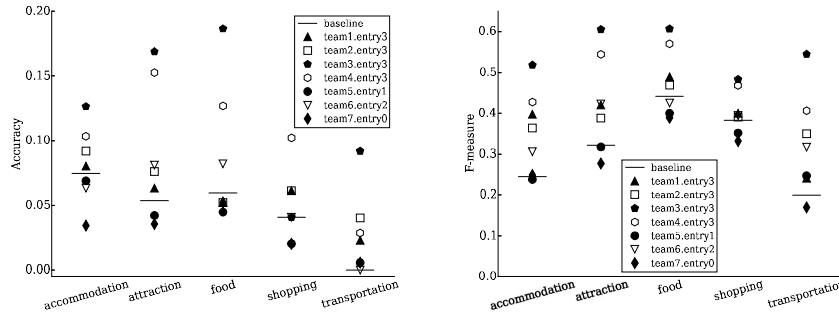 0.20
0.15
0.10
0.05
0.00
Accuracy
accommodation
attraction
food
shopping
transportation
baseline
team1.entry3
team2.entry3
team3.entry3
team4.entry3
team5.entry1
team6.entry2
team7.entry0
0.6
0.5
0.4
0.3
0.2
0.1
0.0
F-measure
accommodation
attraction
food
shopping
transportation
baseline
team1.entry3
team2.entry3
team3.entry3
team4.entry3
team5.entry1
team6.entry2
team7.entry0